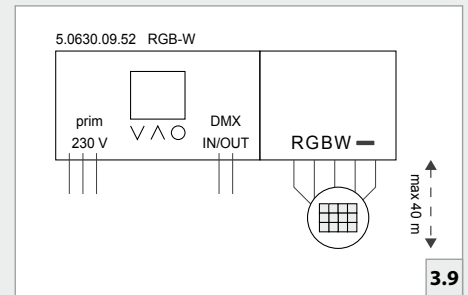 5.0630.09.52 RGB-W
prim
230 V
DMX
IN/OUT
RGBW
max 40 m
3.9